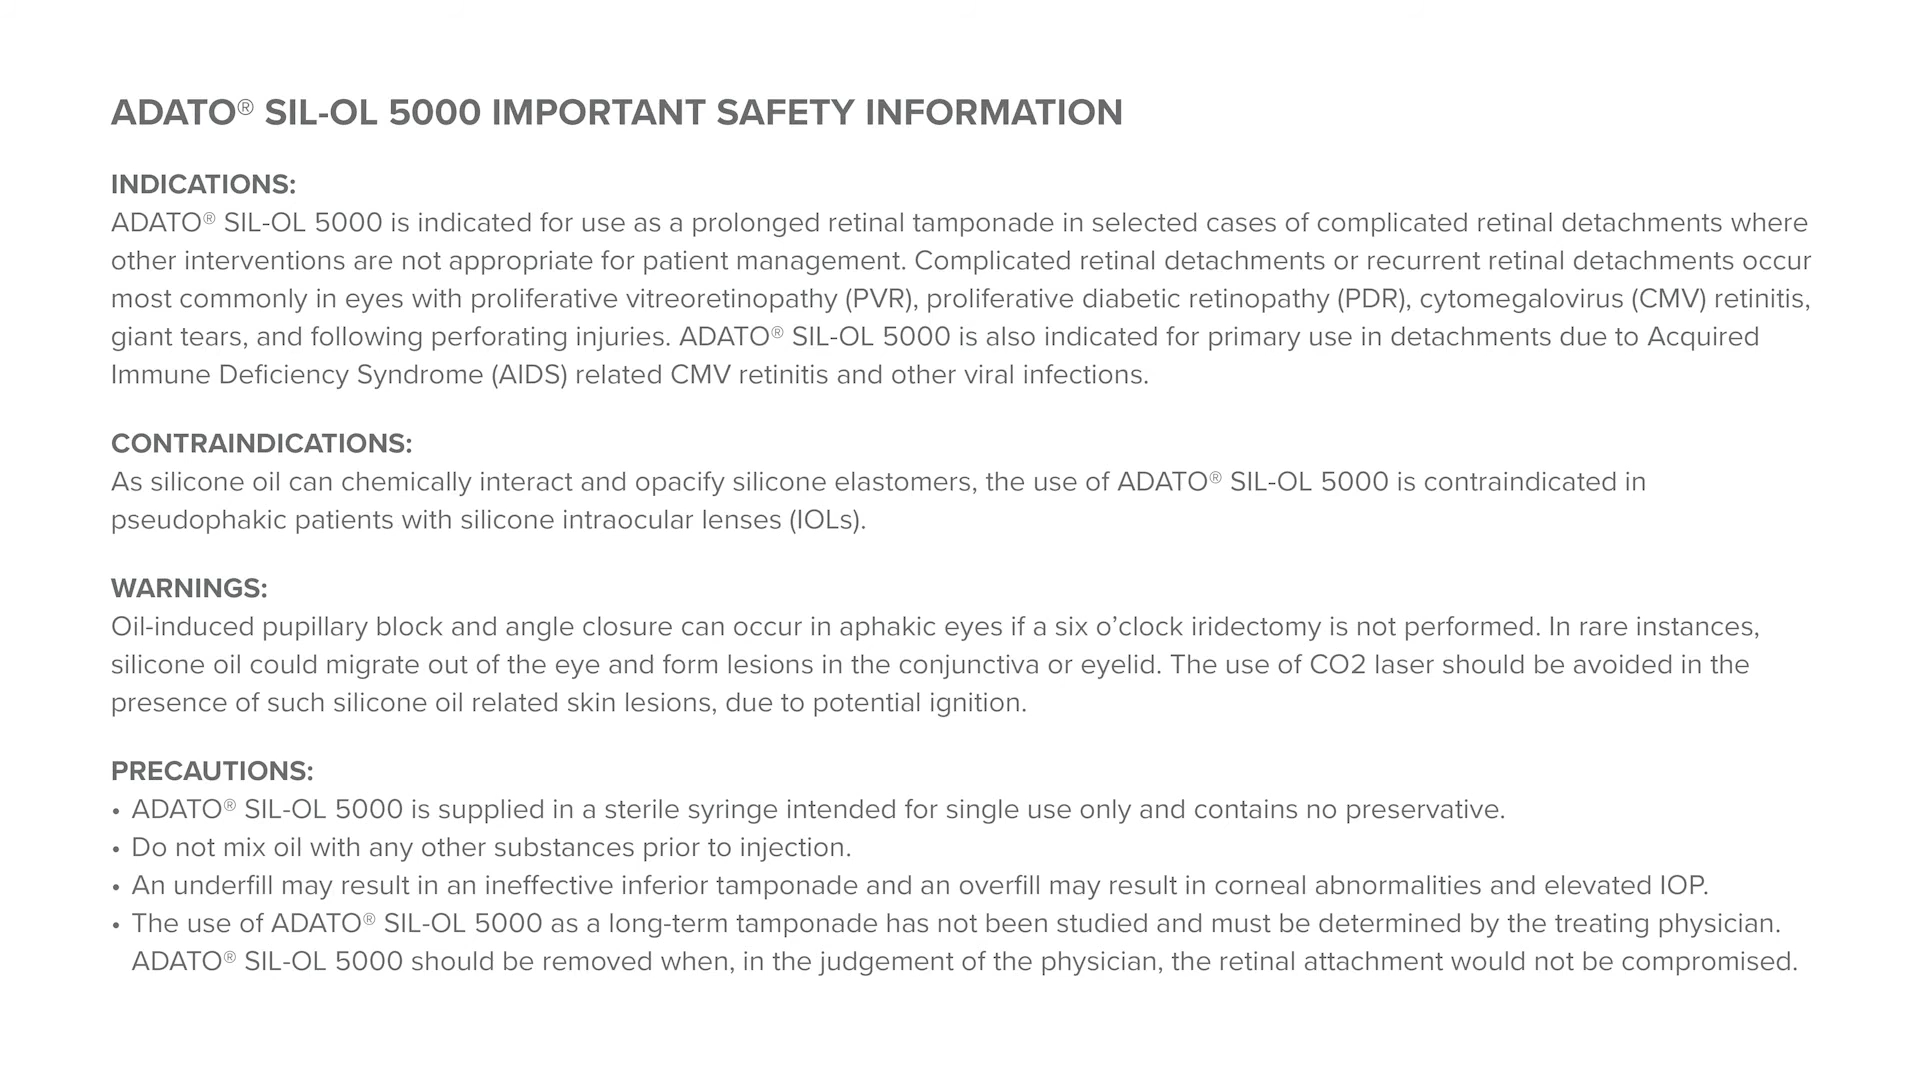 ADATO® SIL-OL 5000 IMPORTANT SAFETY INFORMATION
INDICATIONS:
ADATO® SIL-OL 5000 is indicated for use as a prolonged retinal tamponade in selected cases of complicated retinal detachments where
other interventions are not appropriate for patient management. Complicated retinal detachments or recurrent retinal detachments occur
most commonly in eyes with proliferative vitreoretinopathy (PVR), proliferative diabetic retinopathy (PDR), cytomegalovirus (CMV) retinitis,
giant tears, and following perforating injuries. ADATO® SIL-OL 5000 is also indicated for primary use in detachments due to Acquired
Immune Deficiency Syndrome (AIDS) related CMV retinitis and other viral infections.
CONTRAINDICATIONS:
As silicone oil can chemically interact and opacify silicone elastomers, the use of ADATO® SIL-OL 5000 is contraindicated in
pseudophakic patients with silicone intraocular lenses (IOLs).
WARNINGS:
Oil-induced pupillary block and angle closure can occur in aphakic eyes if a six o’clock iridectomy is not performed. In rare instances,
silicone oil could migrate out of the eye and form lesions in the conjunctiva or eyelid. The use of CO2 laser should be avoided in the
presence of such silicone oil related skin lesions, due to potential ignition.
PRECAUTIONS:
• ADATO® SIL-OL 5000 is supplied in a sterile syringe intended for single use only and contains no preservative.
• Do not mix oil with any other substances prior to injection.
• An underfill may result in an ineffective inferior tamponade and an overfill may result in corneal abnormalities and elevated IOP.
• The use of ADATO® SIL-OL 5000 as a long-term tamponade has not been studied and must be determined by the treating physician.
ADATO® SIL-OL 5000 should be removed when, in the judgement of the physician, the retinal attachment would not be compromised.